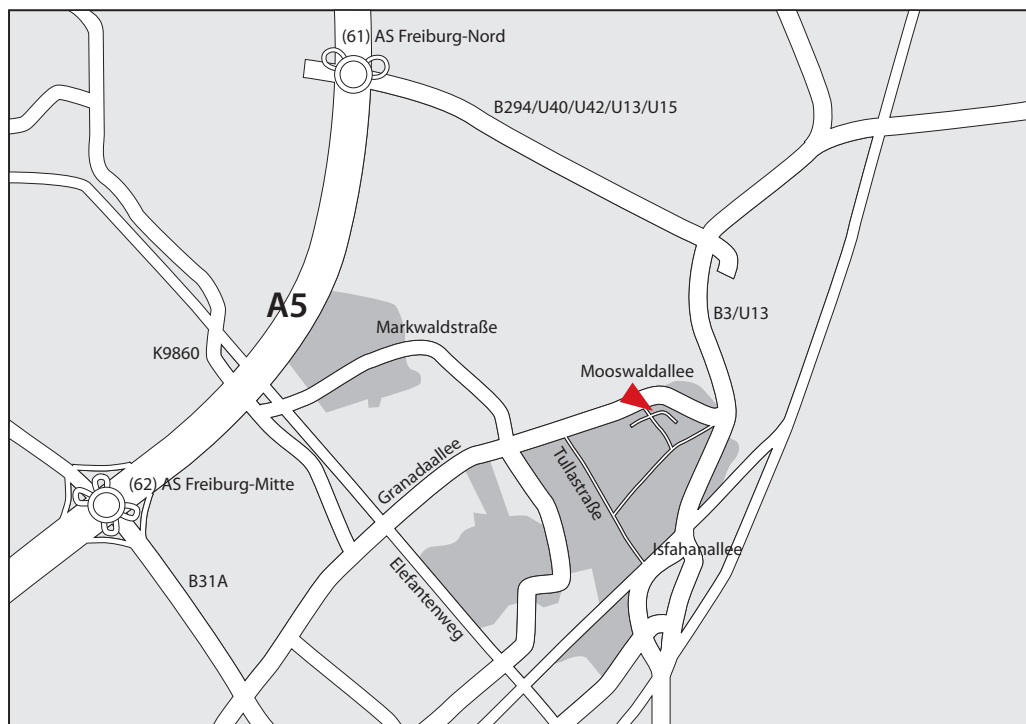 (61) AS Freiburg-Nord
B294/U40/U42/U13/U15
A5
B3/U13
Markwaldstraße
K9860
Mooswaldallee
Granadaallee
(62) AS Freiburg-Mitte
Tullastraße
Isfahanallee
B31A
Elefantenweg